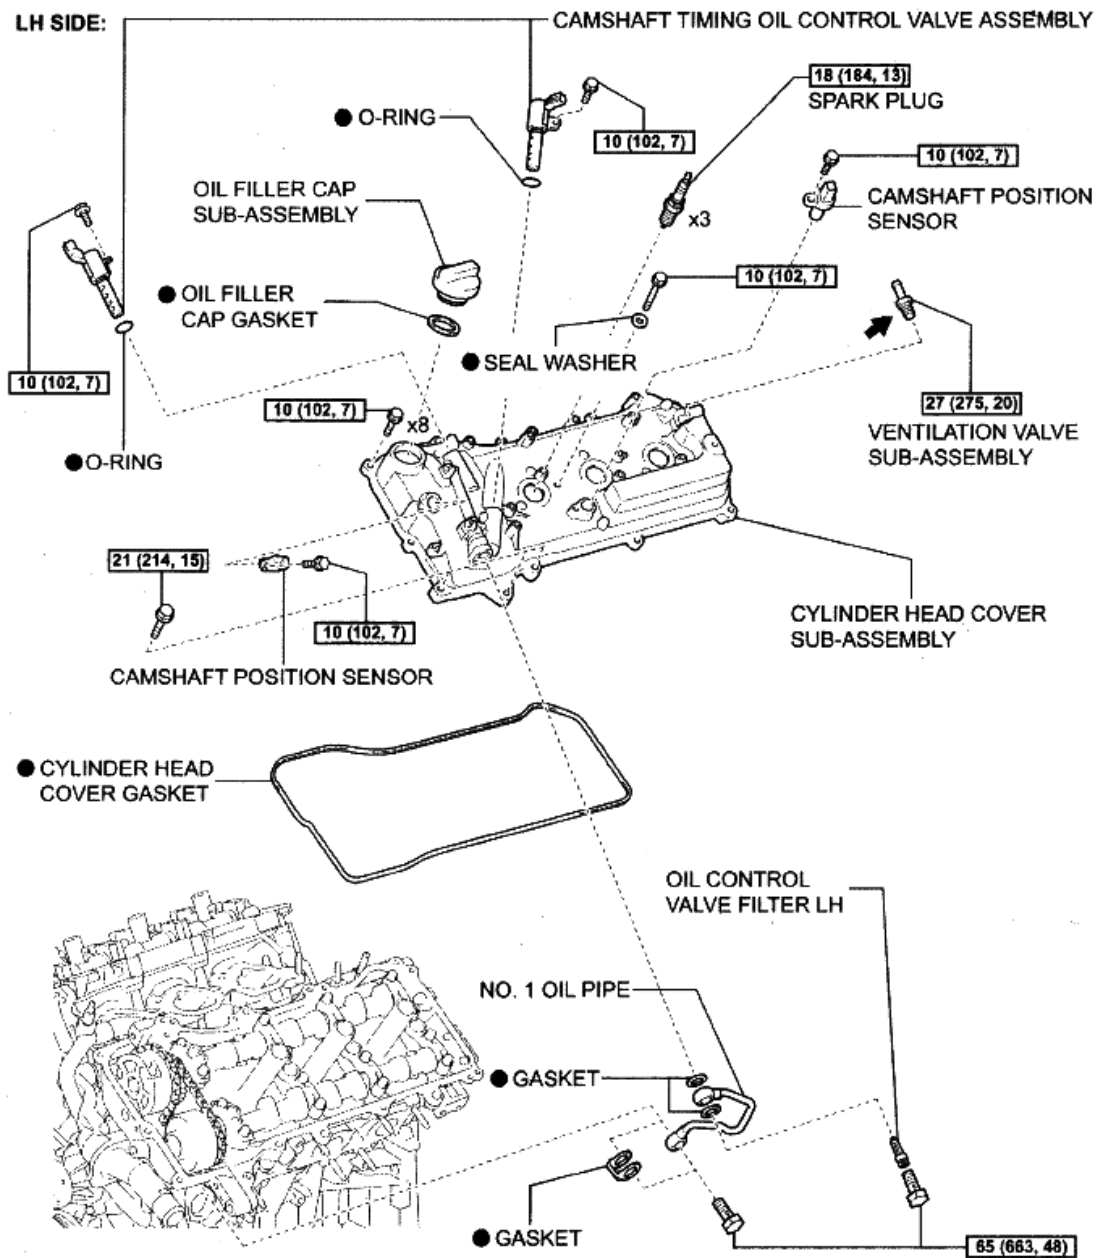 LH SIDE:
CAMSHAFT TIMING OIL CONTROL VALVE ASSEMBLY
18 (184, 13)
SPARK PLUG
● O-RING
10 (102, 7)
10 (102, 7)
OIL FILLER CAP
SUB-ASSEMBLY
x3
CAMSHAFT POSITION
SENSOR
10 (102, 7)
● OIL FILLER
CAP GASKET
● SEAL WASHER
10 (102, 7)
10 (102, 7)
x8
27 (275, 20)
VENTILATION VALVE
SUB-ASSEMBLY
● O-RING
21 (214, 15)
10 (102, 7)
CYLINDER HEAD COVER
SUB-ASSEMBLY
CAMSHAFT POSITION SENSOR
● CYLINDER HEAD
COVER GASKET
OIL CONTROL
VALVE FILTER LH
NO. 1 OIL PIPE
● GASKET
● GASKET
65 (663, 48)